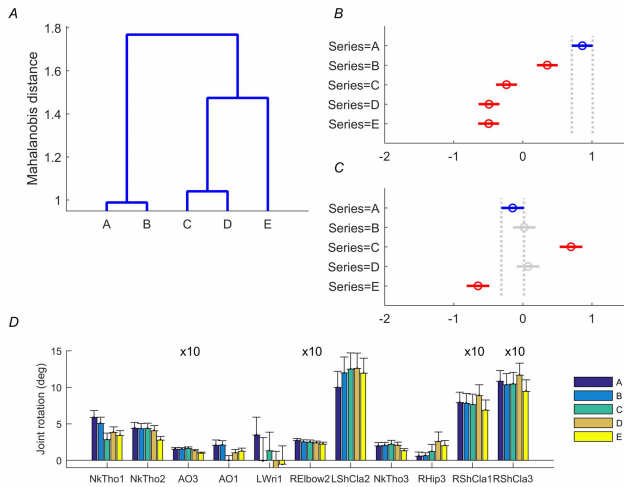 A
Mahalanobis distance
1.8
1.6
1.4
1.2
1
A B C D E
B
Series=A
Series=B
Series=C
Series=D
Series=E
-2 -1 0 1
C
Series=A
Series=B
Series=C
Series=D
Series=E
-2 -1 0 1
D
Joint rotation (deg)
15
10
5
0
x10 x10 x10 x10
NkTho1 NkTho2 AO3 AO1 LWri1 RElbow2 LShCla2 NkTho3 RHip3 RShCla1 RShCla3
A
B
C
D
E